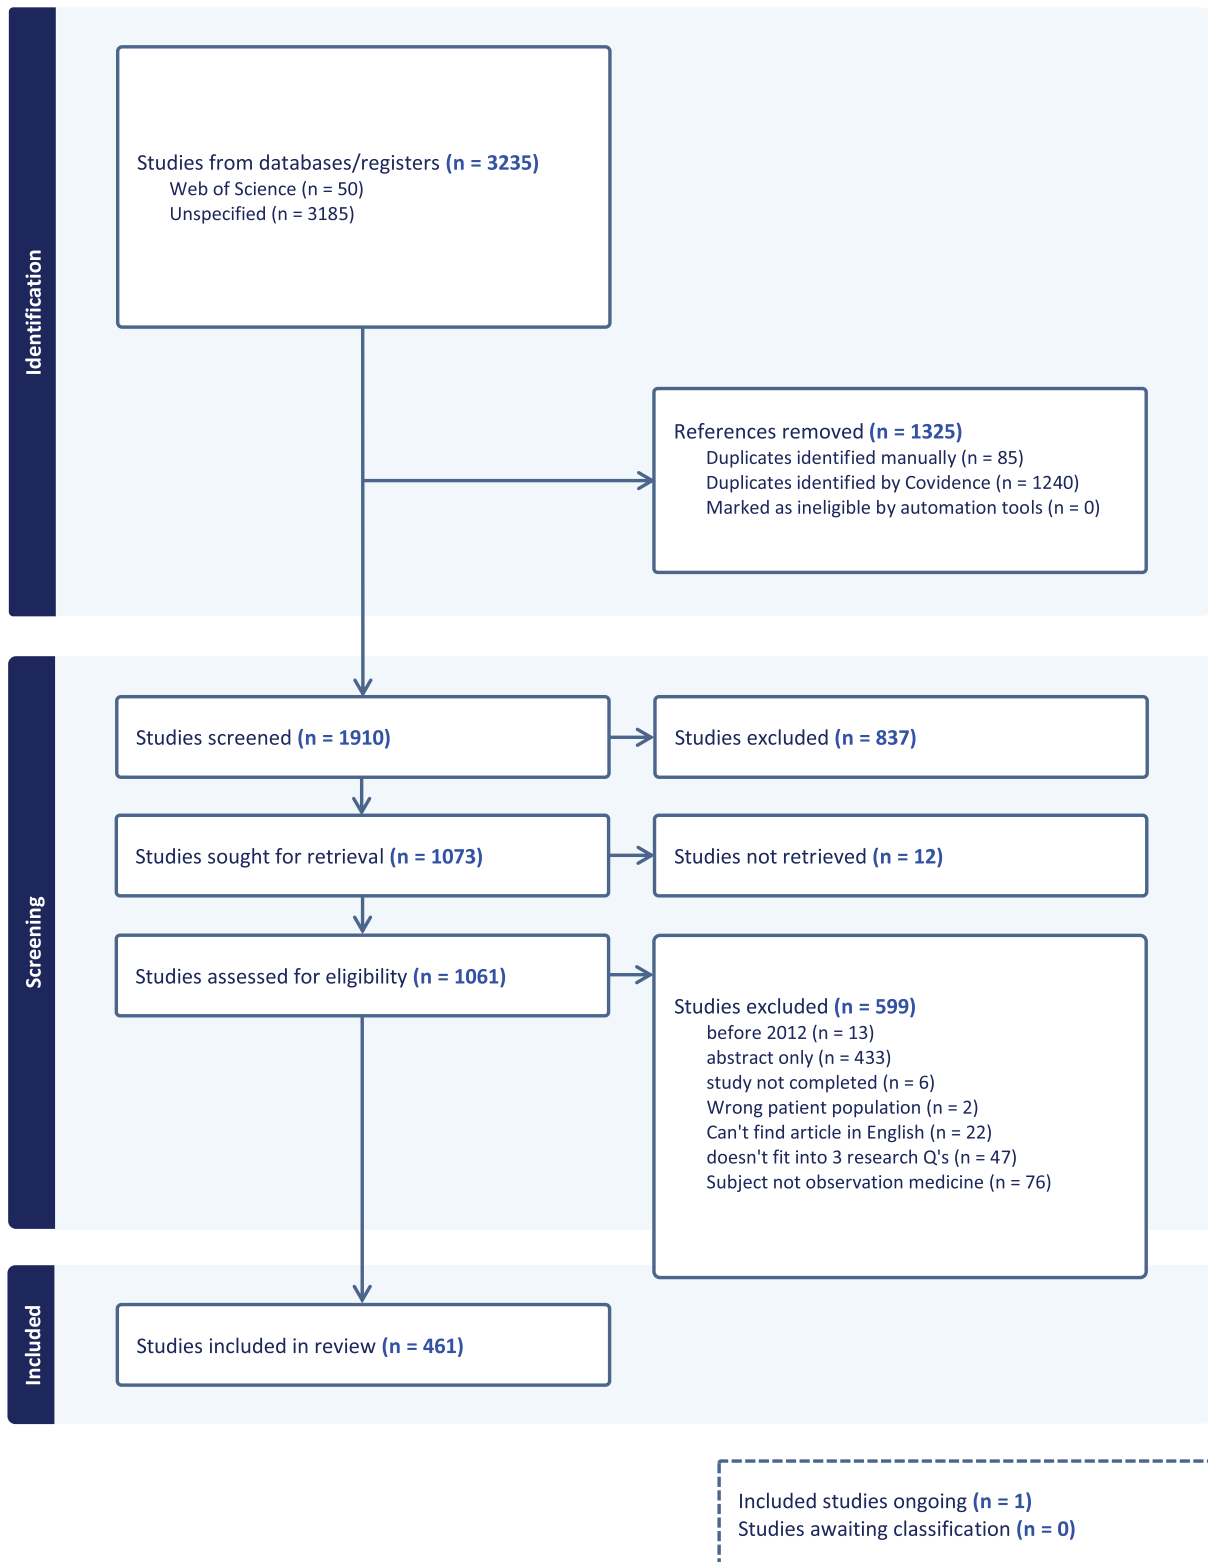 Identification
Studies from databases/registers (n = 3235)
Web of Science (n = 50)
Unspecified (n = 3185)
References removed (n = 1325)
Duplicates identified manually (n = 85)
Duplicates identified by Covidence (n = 1240)
Marked as ineligible by automation tools (n = 0)
Screening
Studies screened (n = 1910)
Studies excluded (n = 837)
Studies sought for retrieval (n = 1073)
Studies not retrieved (n = 12)
Studies assessed for eligibility (n = 1061)
Studies excluded (n = 599)
before 2012 (n = 13)
abstract only (n = 433)
study not completed (n = 6)
Wrong patient population (n = 2)
Can't find article in English (n = 22)
doesn't fit into 3 research Q's (n = 47)
Subject not observation medicine (n = 76)
Included
Studies included in review (n = 461)
Included studies ongoing (n = 1)
Studies awaiting classification (n = 0)